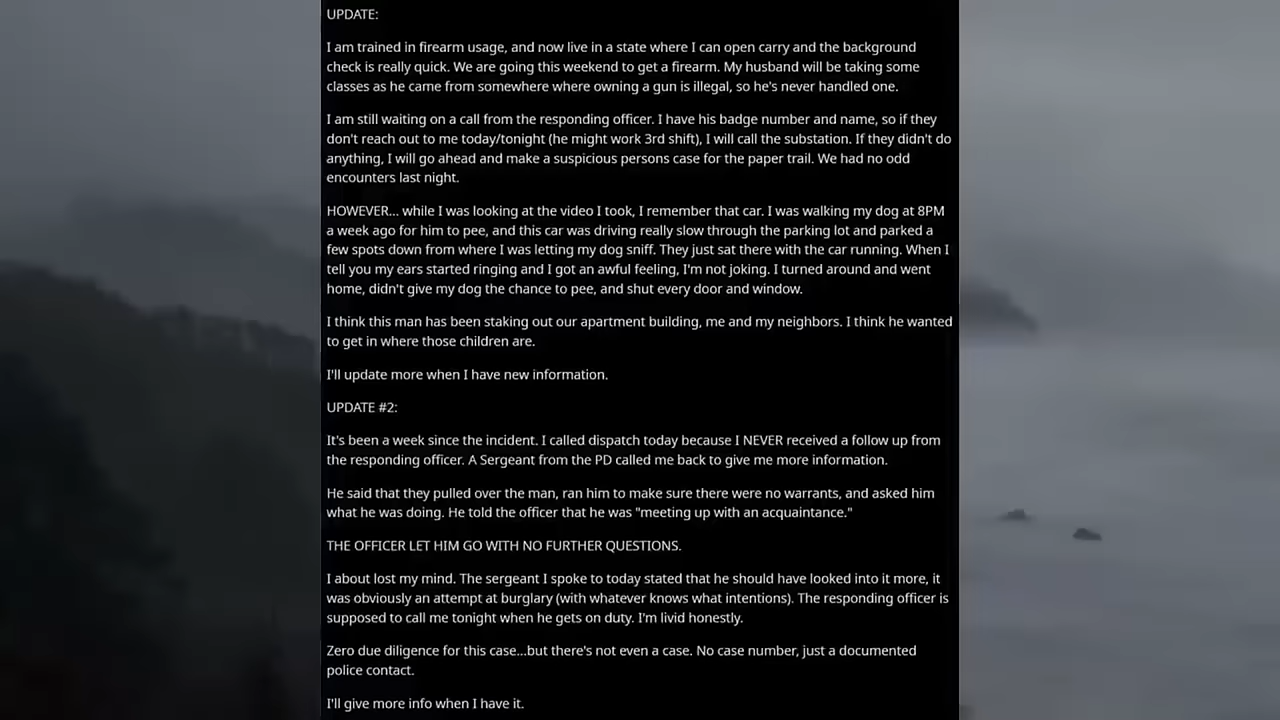 UPDATE:
I am trained in firearm usage, and now live in a state where I can open carry and the background
check is really quick. We are going this weekend to get a firearm. My husband will be taking some
classes as he came from somewhere where owning a gun is illegal, so he's never handled one.
I am still waiting on a call from the responding officer. I have his badge number and name, so if they
don't reach out to me today/tonight (he might work 3rd shift), I will call the substation. If they didn't do
anything, I will go ahead and make a suspicious persons case for the paper trail. We had no odd
encounters last night.
HOWEVER... while I was looking at the video I took, I remember that car. I was walking my dog at 8PM
a week ago for him to pee, and this car was driving really slow through the parking lot and parked a
few spots down from where I was letting my dog sniff. They just sat there with the car running. When I
tell you my ears started ringing and I got an awful feeling, I'm not joking. I turned around and went
home, didn't give my dog the chance to pee, and shut every door and window.
I think this man has been staking out our apartment building, me and my neighbors. I think he wanted
to get in where those children are.
I'll update more when I have new information.
UPDATE #2:
It's been a week since the incident. I called dispatch today because I NEVER received a follow up from
the responding officer. A Sergeant from the PD called me back to give me more information.
He said that they pulled over the man, ran him to make sure there were no warrants, and asked him
what he was doing. He told the officer that he was "meeting up with an acquaintance."
THE OFFICER LET HIM GO WITH NO FURTHER QUESTIONS.
I about lost my mind. The sergeant I spoke to today stated that he should have looked into it more, it
was obviously an attempt at burglary (with whatever knows what intentions). The responding officer is
supposed to call me tonight when he gets on duty. I'm livid honestly.
Zero due diligence for this case...but there's not even a case. No case number, just a documented
police contact.
I'll give more info when I have it.